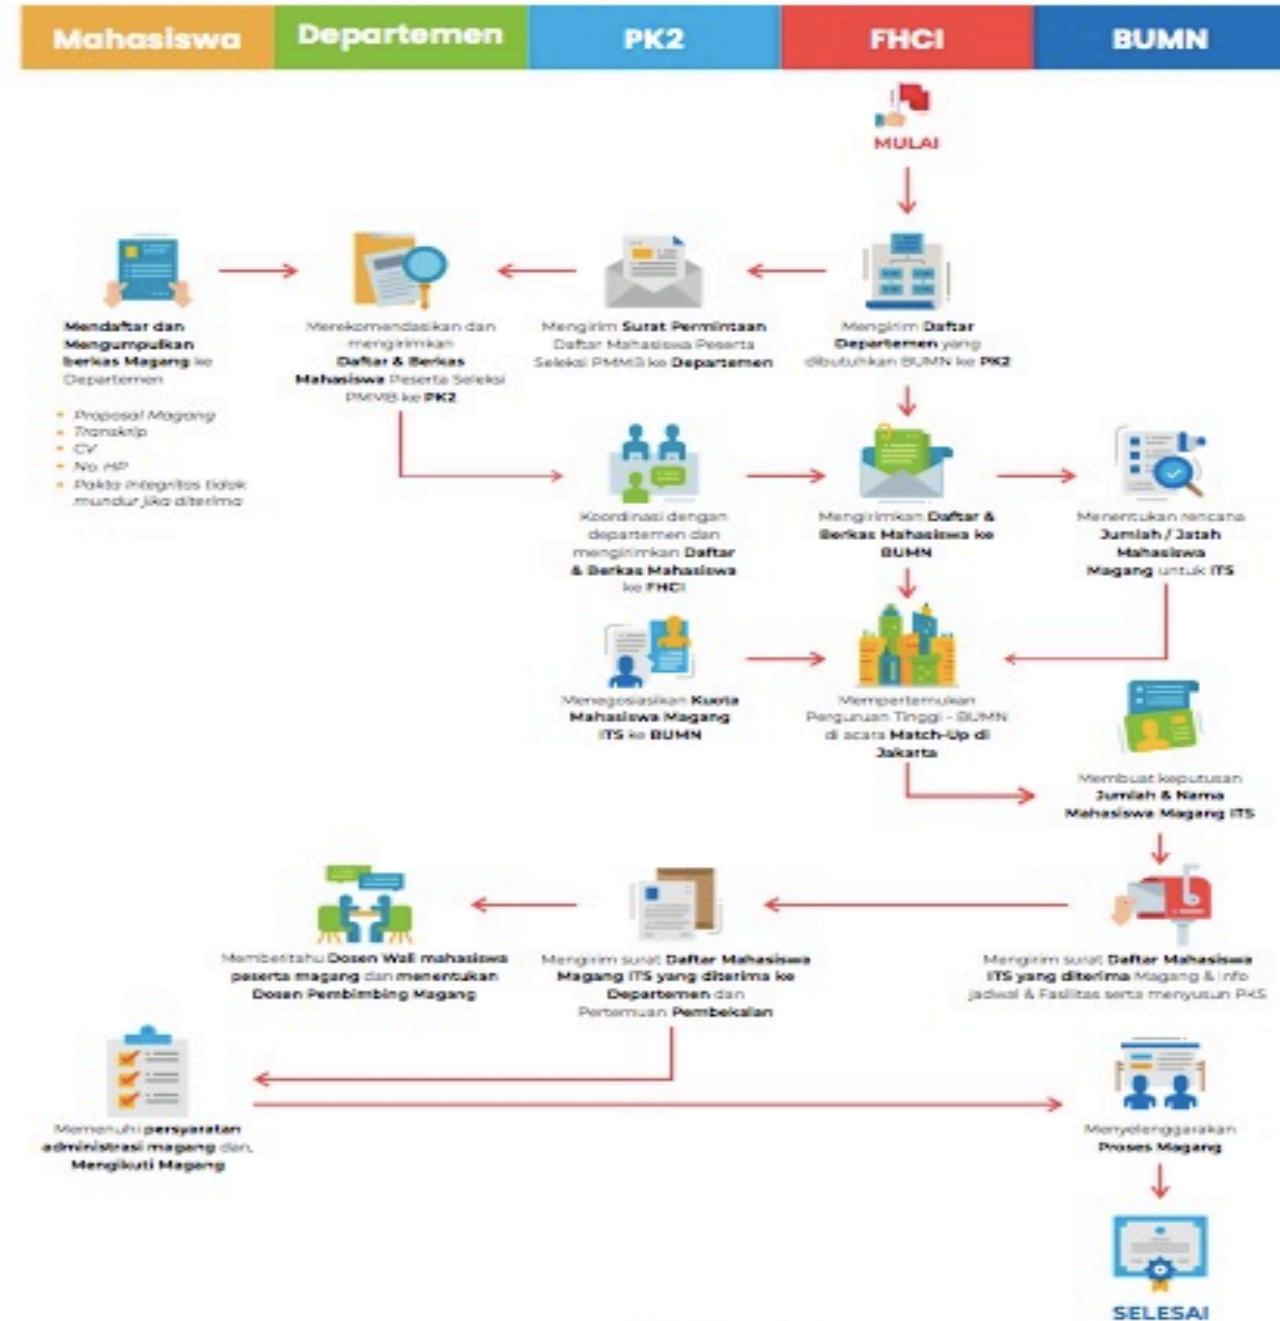 Mahasiswa
Departemen
PK2
FHCI
BUMN
MULAI
Mendaftar dan
Mengumpulkan
berkas Magang ke
Departemen
• Proposal Magang
• Transkrip
• CV
• No. HP
• Pakta Integritas tidak
mundur jika diterima
Merekomendasikan dan
mengirimkan
Daftar & Berkas
Mahasiswa Peserta Seleksi
PMMB ke PK2
Mengirim Surat Permintaan
Daftar Mahasiswa Peserta
Seleksi PMMB ke Departemen
Mengirim Daftar
Departemen yang
dibutuhkan BUMN ke PK2
Koordinasi dengan
departemen dan
mengirimkan Daftar
& Berkas Mahasiswa
ke FHCI
Mengirimkan Daftar &
Berkas Mahasiswa ke
BUMN
Menentukan rencana
Jumlah / Jatah
Mahasiswa
Magang untuk ITS
Menegosiasikan Kuota
Mahasiswa Magang
ITS ke BUMN
Mempertemukan
Perguruan Tinggi - BUMN
di acara Match-Up di
Jakarta
Membuat keputusan
Jumlah & Nama
Mahasiswa Magang ITS
Memberitahu Dosen Wali mahasiswa
peserta magang dan menentukan
Dosen Pembimbing Magang
Mengirim surat Daftar Mahasiswa
Magang ITS yang diterima ke
Departemen dan
Pertemuan Pembekalan
Mengirim surat Daftar Mahasiswa
ITS yang diterima Magang & Info
jadwal & Fasilitas serta menyusun PKS
Memenuhi persyaratan
administrasi magang dan,
Mengikuti Magang
Menyelenggarakan
Proses Magang
SELESAI